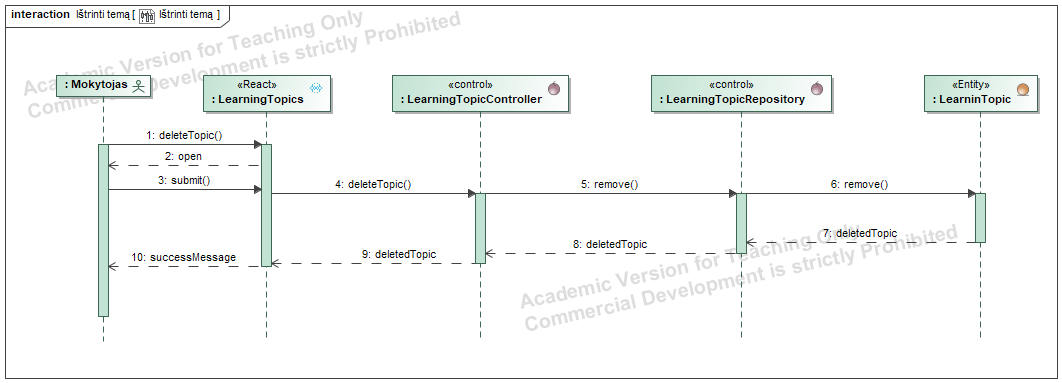 interaction Ištrinti temą [ Ištrinti temą ]
Academic Version for Teaching Only
Commercial Development is strictly Prohibited
: Mokytojas
«React»
: LearningTopics
«control»
: LearningTopicController
«control»
: LearningTopicRepository
«Entity»
: LearninTopic
1: deleteTopic()
2: open
3: submit()
4: deleteTopic()
5: remove()
6: remove()
7: deletedTopic
8: deletedTopic
9: deletedTopic
10: successMessage
Academic Version for Teaching Only
Commercial Development is strictly Prohibited